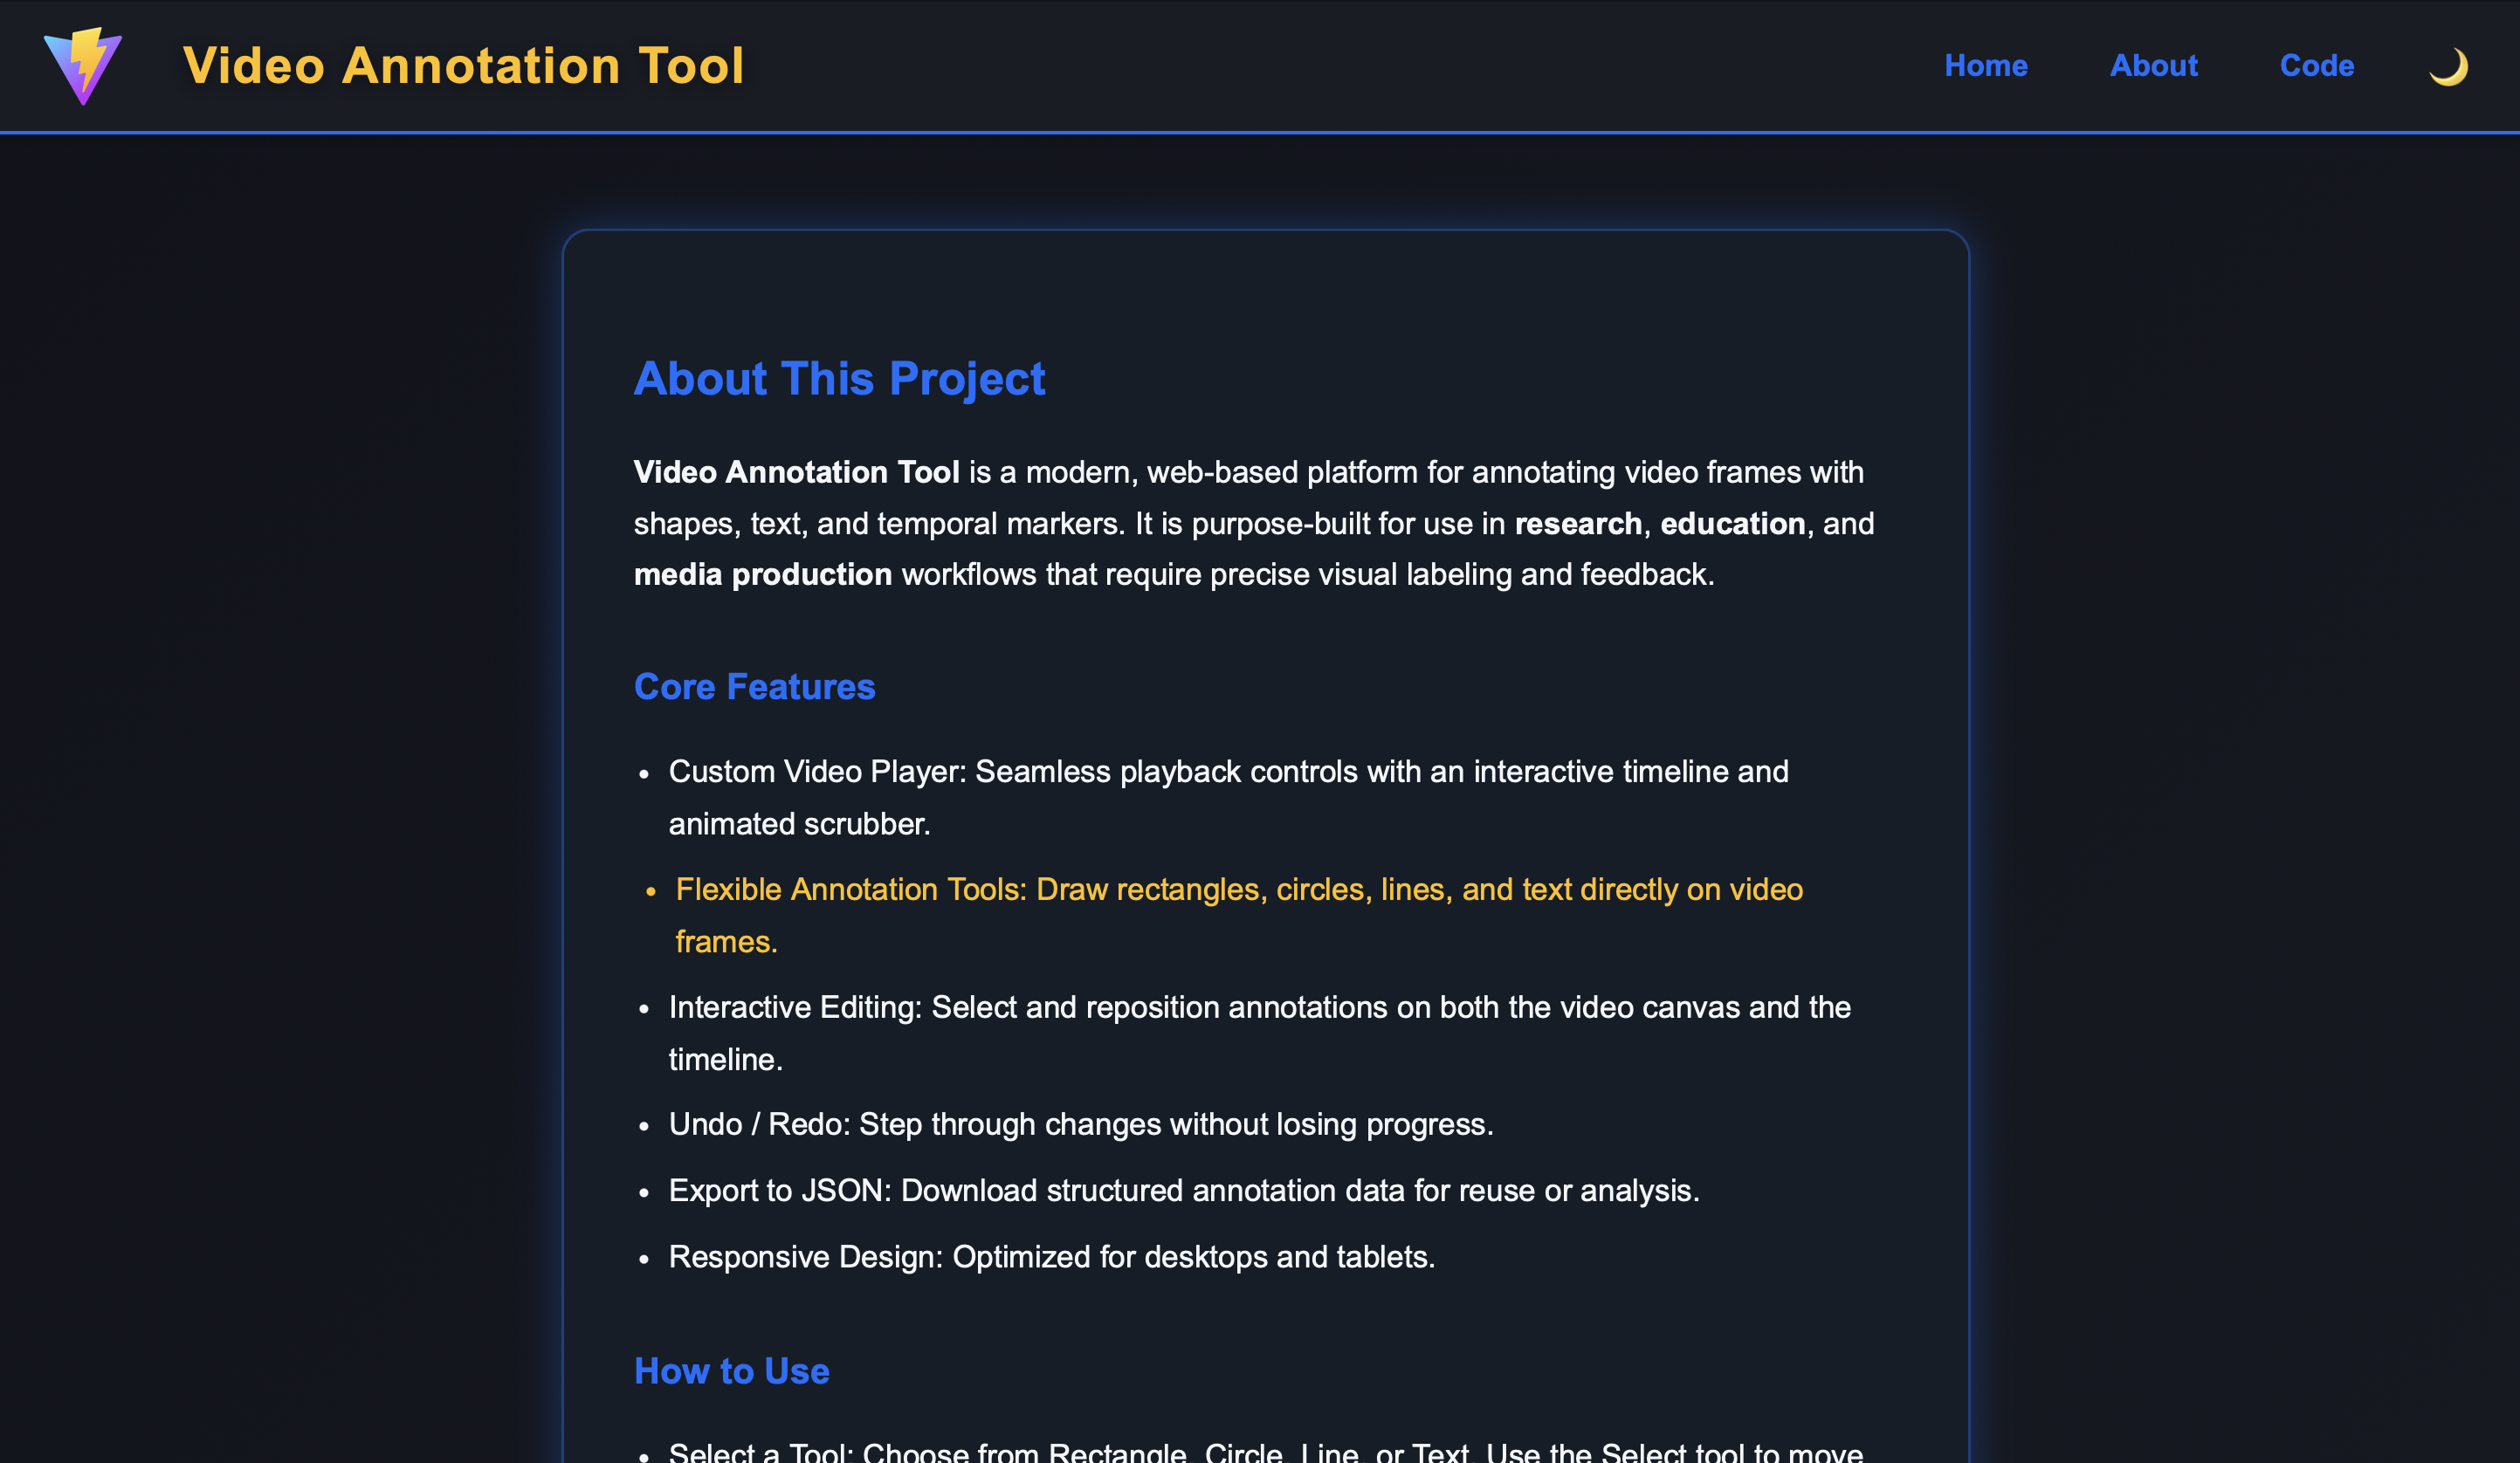 Video Annotation Tool
Home
About
Code
About This Project
Video Annotation Tool is a modern, web-based platform for annotating video frames with
shapes, text, and temporal markers. It is purpose-built for use in research, education, and
media production workflows that require precise visual labeling and feedback.
Core Features
• Custom Video Player: Seamless playback controls with an interactive timeline and
animated scrubber.
• Flexible Annotation Tools: Draw rectangles, circles, lines, and text directly on video
frames.
• Interactive Editing: Select and reposition annotations on both the video canvas and the
timeline.
• Undo / Redo: Step through changes without losing progress.
• Export to JSON: Download structured annotation data for reuse or analysis.
• Responsive Design: Optimized for desktops and tablets.
How to Use
• Select a Tool: Choose from Rectangle, Circle, Line, or Text. Use the Select tool to move